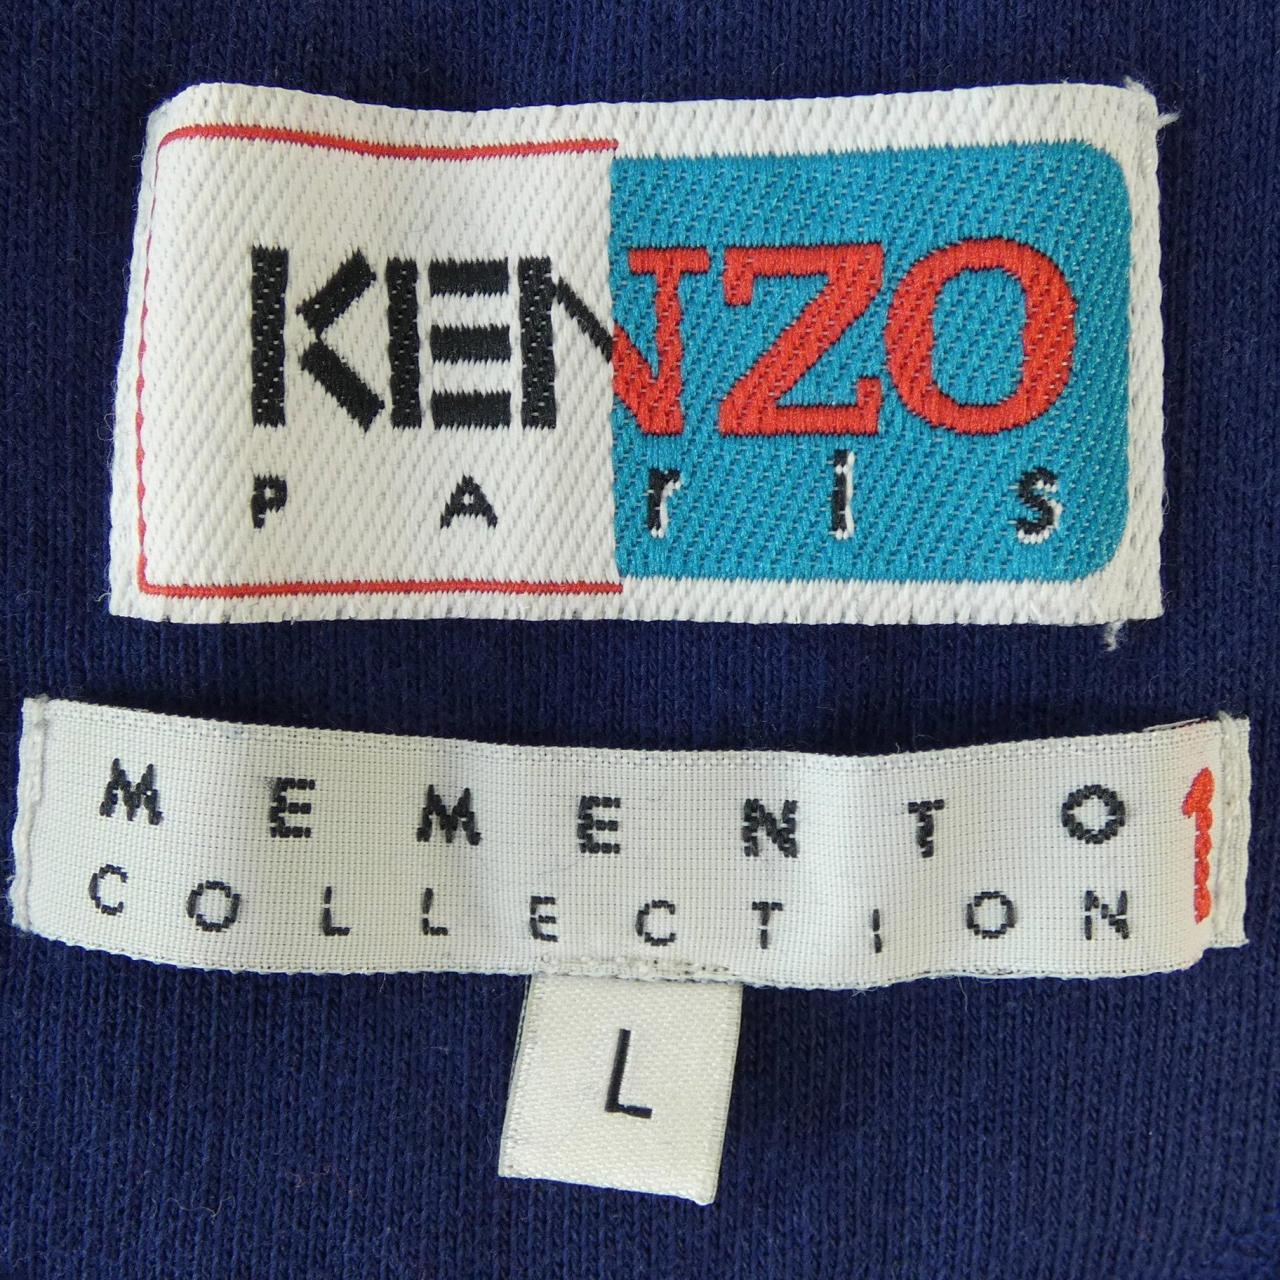 KENZO
PAris
MEMENTO 1
COLLECTION
L